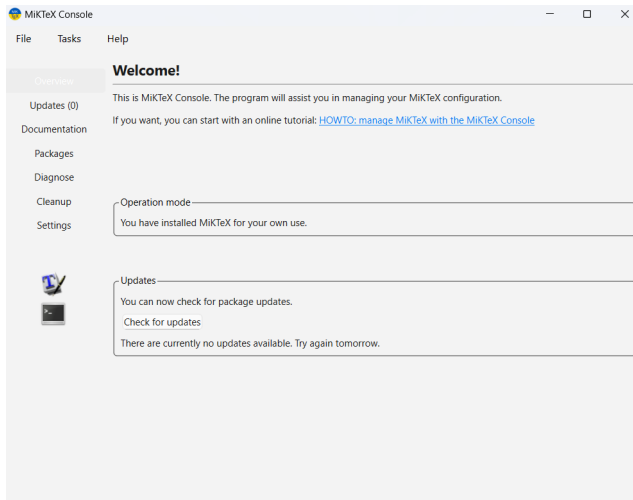 MiKTeX Console
File Tasks Help
Overview
Updates (0)
Documentation
Packages
Diagnose
Cleanup
Settings
Welcome!
This is MiKTeX Console. The program will assist you in managing your MiKTeX configuration.
If you want, you can start with an online tutorial: HOWTO: manage MiKTeX with the MiKTeX Console
Operation mode
You have installed MiKTeX for your own use.
Updates
You can now check for package updates.
Check for updates
There are currently no updates available. Try again tomorrow.